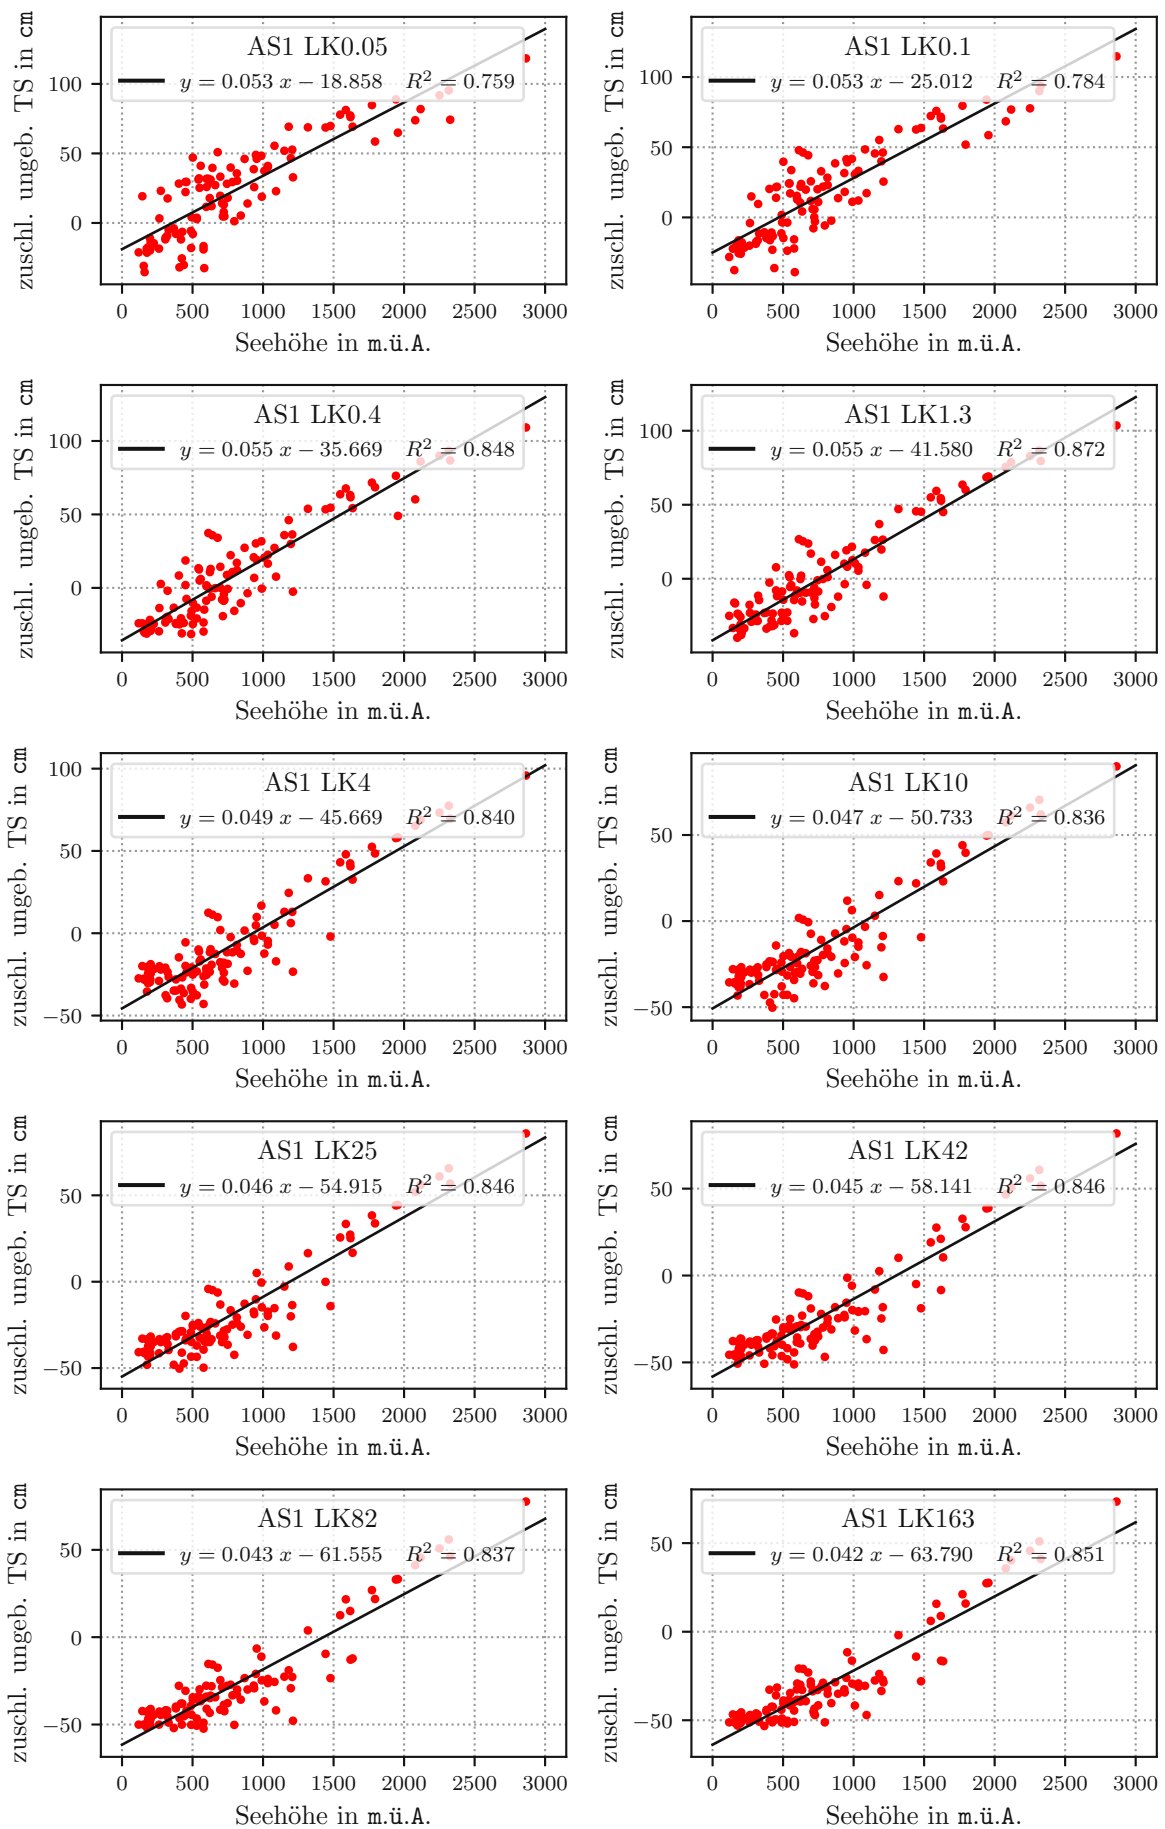 AS1 LK0.05
y = 0.053 x − 18.858 R² = 0.759
zuschl. ungeb. TS in cm
100
50
0
0 500 1000 1500 2000 2500 3000
Seehöhe in m.ü.A.
AS1 LK0.1
y = 0.053 x − 25.012 R² = 0.784
zuschl. ungeb. TS in cm
100
50
0
0 500 1000 1500 2000 2500 3000
Seehöhe in m.ü.A.
AS1 LK0.4
y = 0.055 x − 35.669 R² = 0.848
zuschl. ungeb. TS in cm
100
50
0
0 500 1000 1500 2000 2500 3000
Seehöhe in m.ü.A.
AS1 LK1.3
y = 0.055 x − 41.580 R² = 0.872
zuschl. ungeb. TS in cm
100
50
0
0 500 1000 1500 2000 2500 3000
Seehöhe in m.ü.A.
AS1 LK4
y = 0.049 x − 45.669 R² = 0.840
zuschl. ungeb. TS in cm
100
50
0
−50
0 500 1000 1500 2000 2500 3000
Seehöhe in m.ü.A.
AS1 LK10
y = 0.047 x − 50.733 R² = 0.836
zuschl. ungeb. TS in cm
50
0
−50
0 500 1000 1500 2000 2500 3000
Seehöhe in m.ü.A.
AS1 LK25
y = 0.046 x − 54.915 R² = 0.846
zuschl. ungeb. TS in cm
50
0
−50
0 500 1000 1500 2000 2500 3000
Seehöhe in m.ü.A.
AS1 LK42
y = 0.045 x − 58.141 R² = 0.846
zuschl. ungeb. TS in cm
50
0
−50
0 500 1000 1500 2000 2500 3000
Seehöhe in m.ü.A.
AS1 LK82
y = 0.043 x − 61.555 R² = 0.837
zuschl. ungeb. TS in cm
50
0
−50
0 500 1000 1500 2000 2500 3000
Seehöhe in m.ü.A.
AS1 LK163
y = 0.042 x − 63.790 R² = 0.851
zuschl. ungeb. TS in cm
50
0
−50
0 500 1000 1500 2000 2500 3000
Seehöhe in m.ü.A.